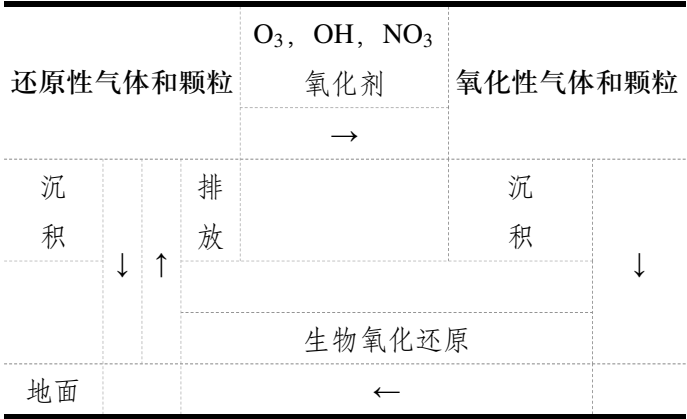 O₃，OH，NO₃
还原性气体和颗粒 氧化剂 氧化性气体和颗粒
→
沉 排 沉
积 放 积
↓ ↑ ↓
生物氧化还原
地面 ←